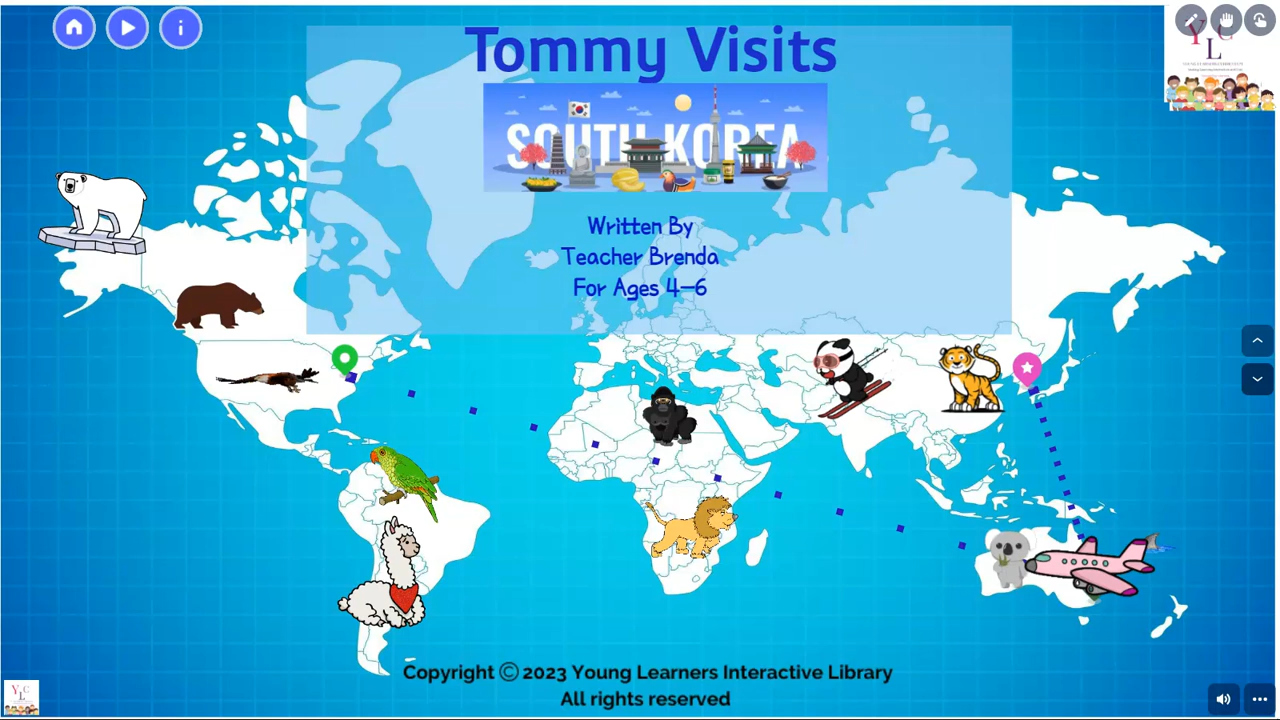 Tommy Visits
SOUTH KOREA
Written By
Teacher Brenda
For Ages 4–6
Copyright © 2023 Young Learners Interactive Library
All rights reserved
Y C
L
Y C
L